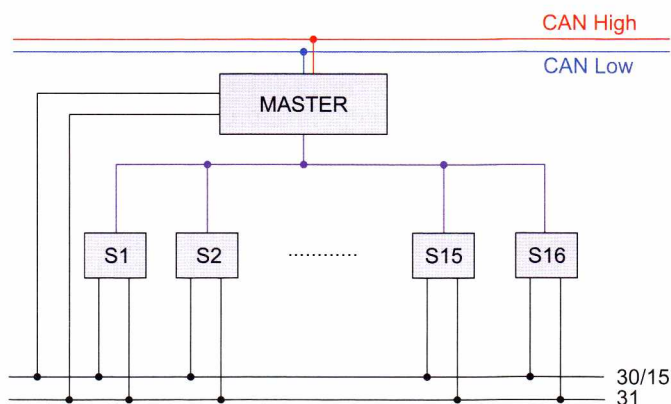 CAN High
CAN Low
MASTER
S1 S2 ............ S15 S16
30/15
31